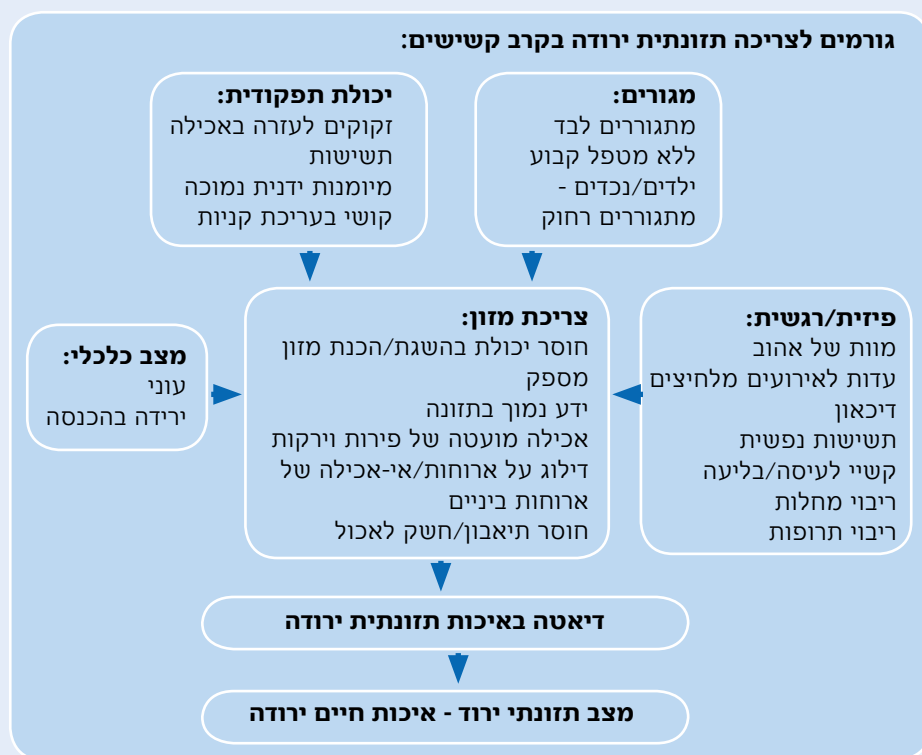 גורמים לצריכה תזונתית ירודה בקרב קשישים:
מגורים:
מתגוררים לבד
ללא מטפל קבוע
ילדים/נכדים -
מתגוררים רחוק
יכולת תפקודית:
זקוקים לעזרה באכילה
תשישות
מיומנות ידנית נמוכה
קושי בעריכת קניות
פיזית/רגשית:
מוות של אהוב
עדות לאירועים מלחיצים
דיכאון
תשישות נפשית
קשיי לעיסה/בליעה
ריבוי מחלות
ריבוי תרופות
צריכת מזון:
חוסר יכולת בהשגת/הכנת מזון
מספק
ידע נמוך בתזונה
אכילה מועטה של פירות וירקות
דילוג על ארוחות/אי-אכילה של
ארוחות ביניים
חוסר תיאבון/חשק לאכול
מצב כלכלי:
עוני
ירידה בהכנסה
דיאטה באיכות תזונתית ירודה
מצב תזונתי ירוד - איכות חיים ירודה